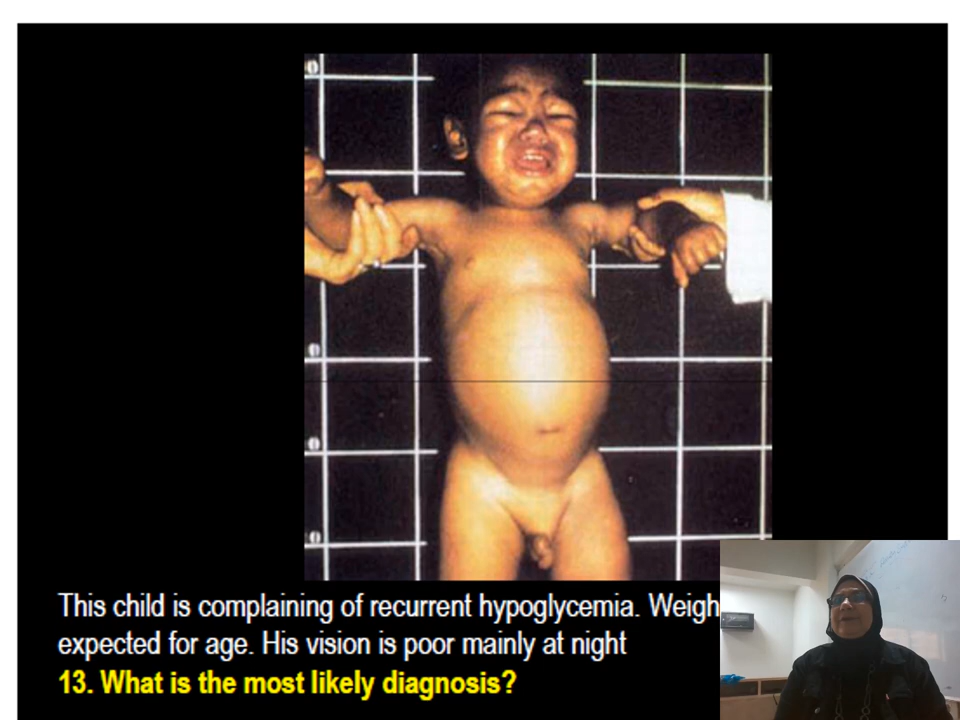 This child is complaining of recurrent hypoglycemia. Weigh
expected for age. His vision is poor mainly at night
13. What is the most likely diagnosis?